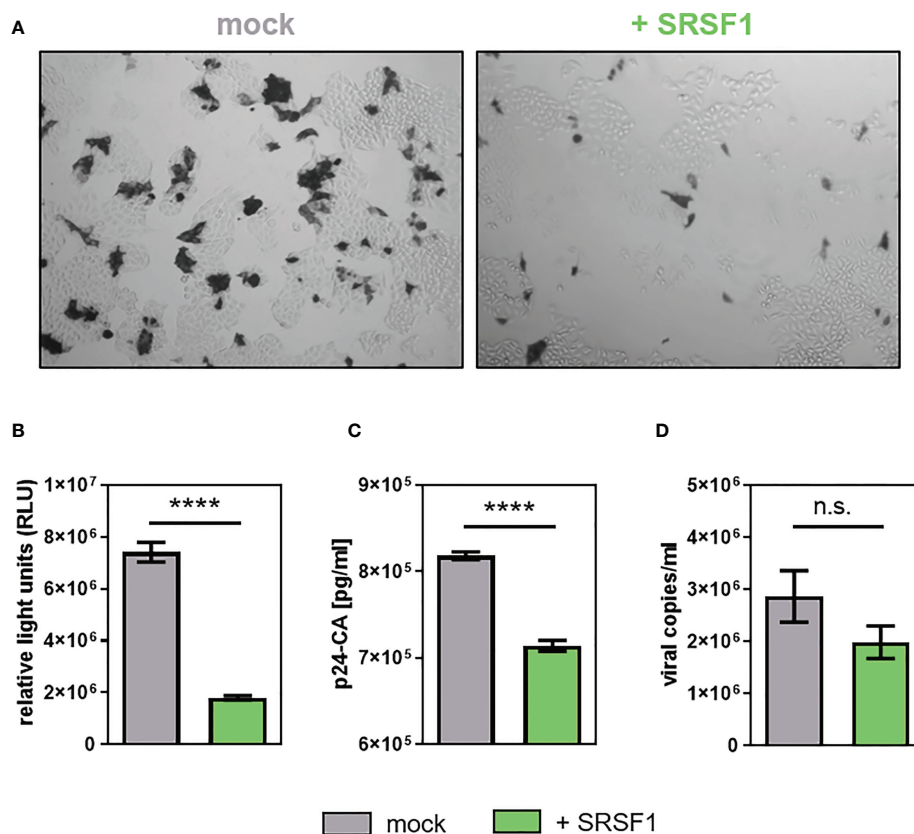 A
mock
+ SRSF1
B
C
D
relative light units (RLU)
1×10⁷
8×10⁶
6×10⁶
4×10⁶
2×10⁶
0
****
p24-CA [pg/ml]
9×10⁵
8×10⁵
7×10⁵
6×10⁵
****
viral copies/ml
5×10⁶
4×10⁶
3×10⁶
2×10⁶
1×10⁶
0
n.s.
mock
+ SRSF1